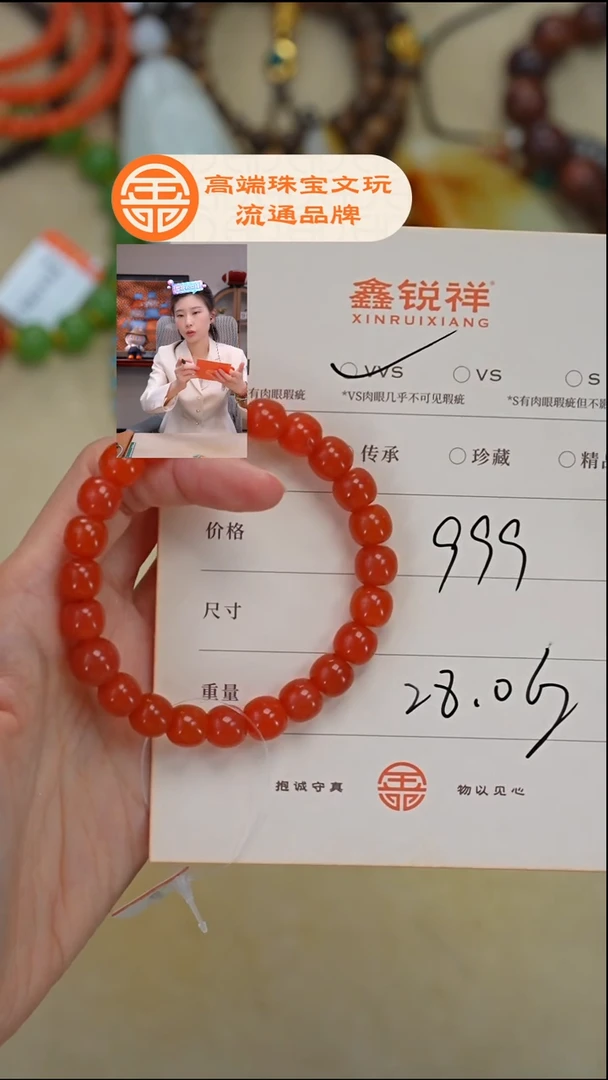 高端珠宝文玩
流通品牌
鑫锐祥
XINRUIXIANG
VVS
VS
S
有肉眼瑕疵
*VS肉眼几乎不可见瑕疵
*S有肉眼瑕疵但不
传承
珍藏
精品
价格
999
尺寸
重量
28.06g
抱诚守真
物以见心